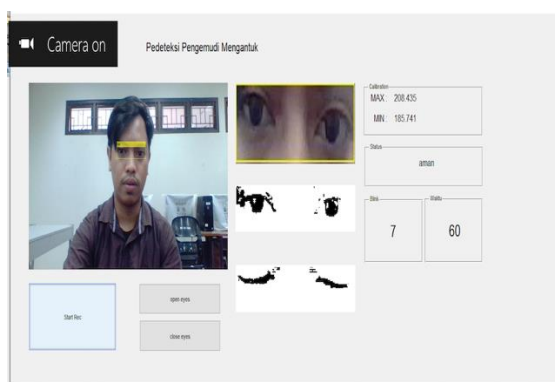 Camera on
Pedeteksi Pengemudi Mengantuk
Calibration
MAX : 208.435
MIN : 185.741
Status
aman
Blink
Waktu
7
60
Start Rec
open eyes
close eyes